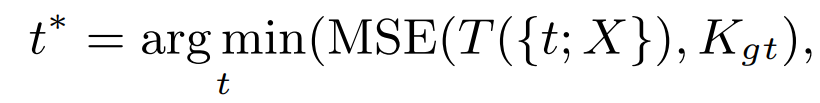 t* = arg min(MSE(T({t; X}), K_gt),
t